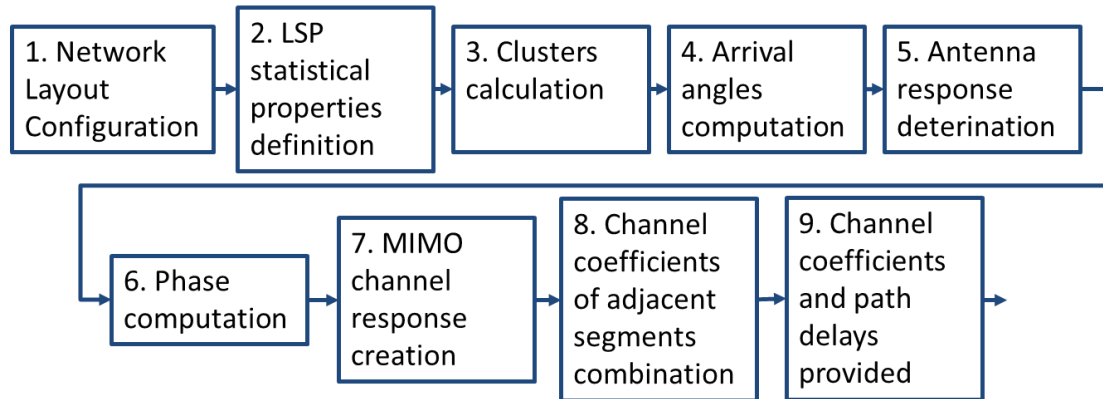 1. Network
Layout
Configuration
2. LSP
statistical
properties
definition
3. Clusters
calculation
4. Arrival
angles
computation
5. Antenna
response
deterination
6. Phase
computation
7. MIMO
channel
response
creation
8. Channel
coefficients
of adjacent
segments
combination
9. Channel
coefficients
and path
delays
provided